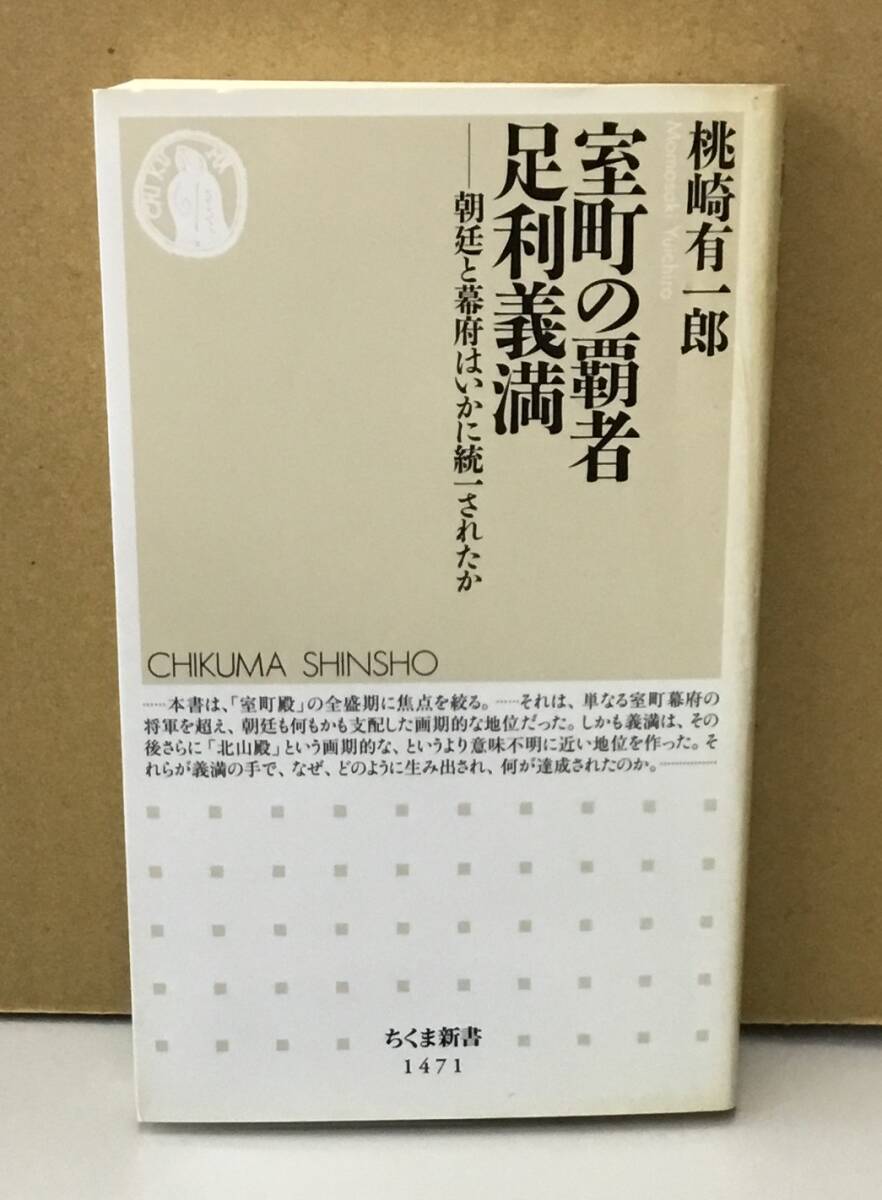 桃崎有一郎
Momosaki Yuichiro
室町の覇者
足利義満
──朝廷と幕府はいかに統一されたか
CHIKUMA SHINSHO
……本書は、「室町殿」の全盛期に焦点を絞る。……それは、単なる室町幕府の
将軍を超え、朝廷も何もかも支配した画期的な地位だった。しかも義満は、その
後さらに「北山殿」という画期的な、というより意味不明に近い地位を作った。そ
れらが義満の手で、なぜ、どのように生み出され、何が達成されたのか。…………
ちくま新書
1471